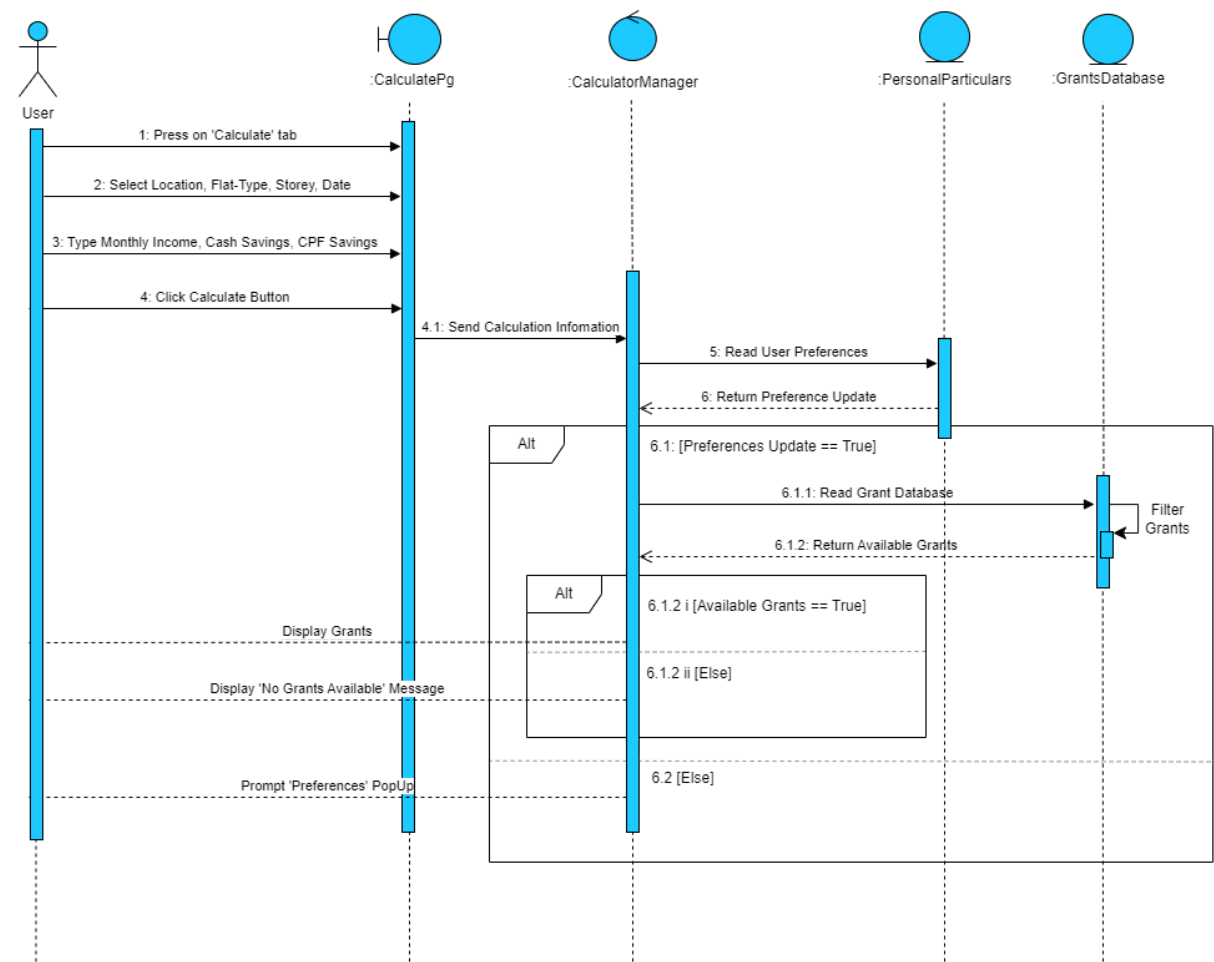 :CalculatePg
:CalculatorManager
:PersonalParticulars
:GrantsDatabase
User
1: Press on 'Calculate' tab
2: Select Location, Flat-Type, Storey, Date
3: Type Monthly Income, Cash Savings, CPF Savings
4: Click Calculate Button
4.1: Send Calculation Infomation
5: Read User Preferences
6: Return Preference Update
Alt
6.1: [Preferences Update == True]
6.1.1: Read Grant Database
Filter
Grants
6.1.2: Return Available Grants
Alt
6.1.2 i [Available Grants == True]
Display Grants
6.1.2 ii [Else]
Display 'No Grants Available' Message
6.2 [Else]
Prompt 'Preferences' PopUp